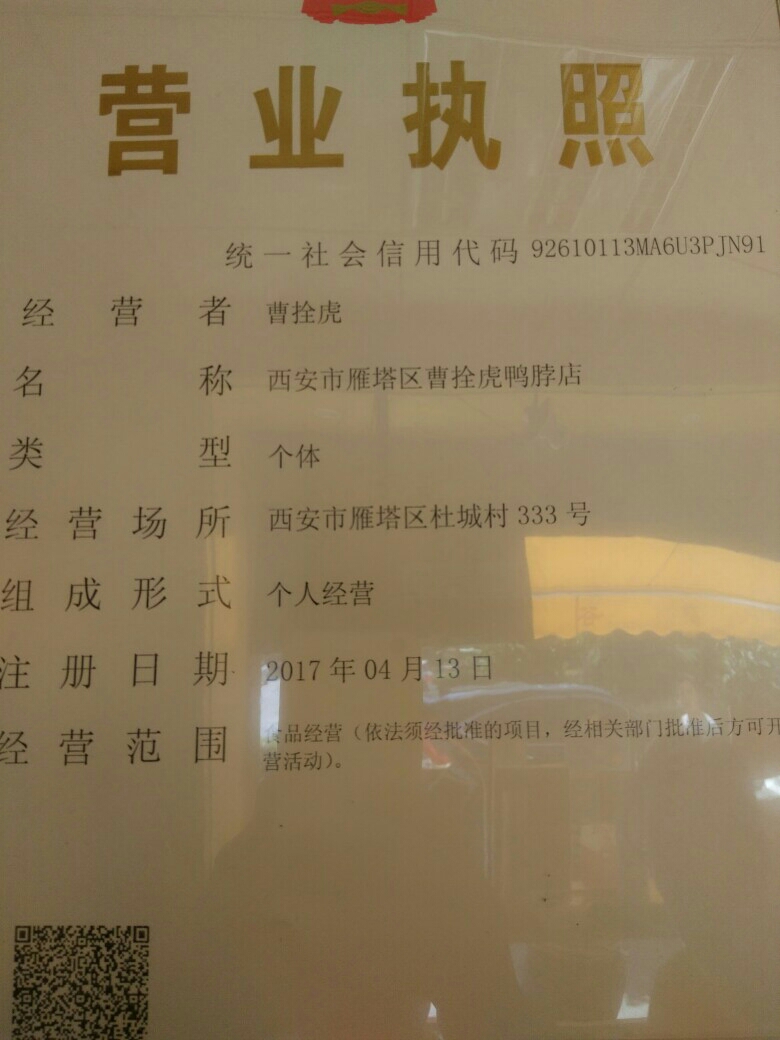 营业执照
统一社会信用代码 92610113MA6U3PJN91
经营者 曹拴虎
名称 西安市雁塔区曹拴虎鸭脖店
类型 个体
经营场所 西安市雁塔区杜城村 333 号
组成形式 个人经营
注册日期 2017 年 04 月 13 日
经营范围 食品经营（依法须经批准的项目，经相关部门批准后方可开
营活动）。